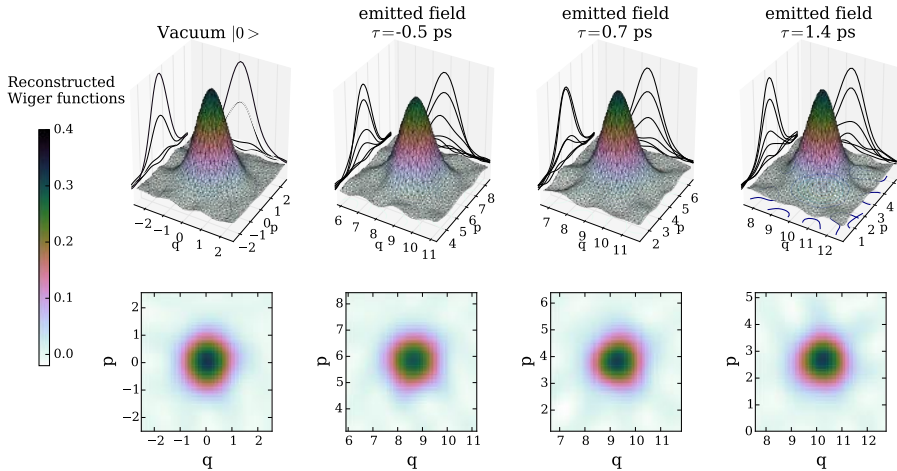 Vacuum |0 >
emitted field
τ=-0.5 ps
emitted field
τ=0.7 ps
emitted field
τ=1.4 ps
Reconstructed
Wiger functions
0.4
0.3
0.2
0.1
0.0
−2 −1 0 1 2
q
−2 −1 0 1 2
p
6 7 8 9 10 11
q
4 5 6 7 8
p
7 8 9 10 11
q
2 3 4 5 6
p
8 9 10 11 12
q
1 2 3 4 5
p
2
1
0
−1
−2
p
−2 −1 0 1 2
q
8
7
6
5
4
p
6 7 8 9 10 11
q
6
5
4
3
2
p
7 8 9 10 11
q
5
4
3
2
1
0
p
8 9 10 11 12
q